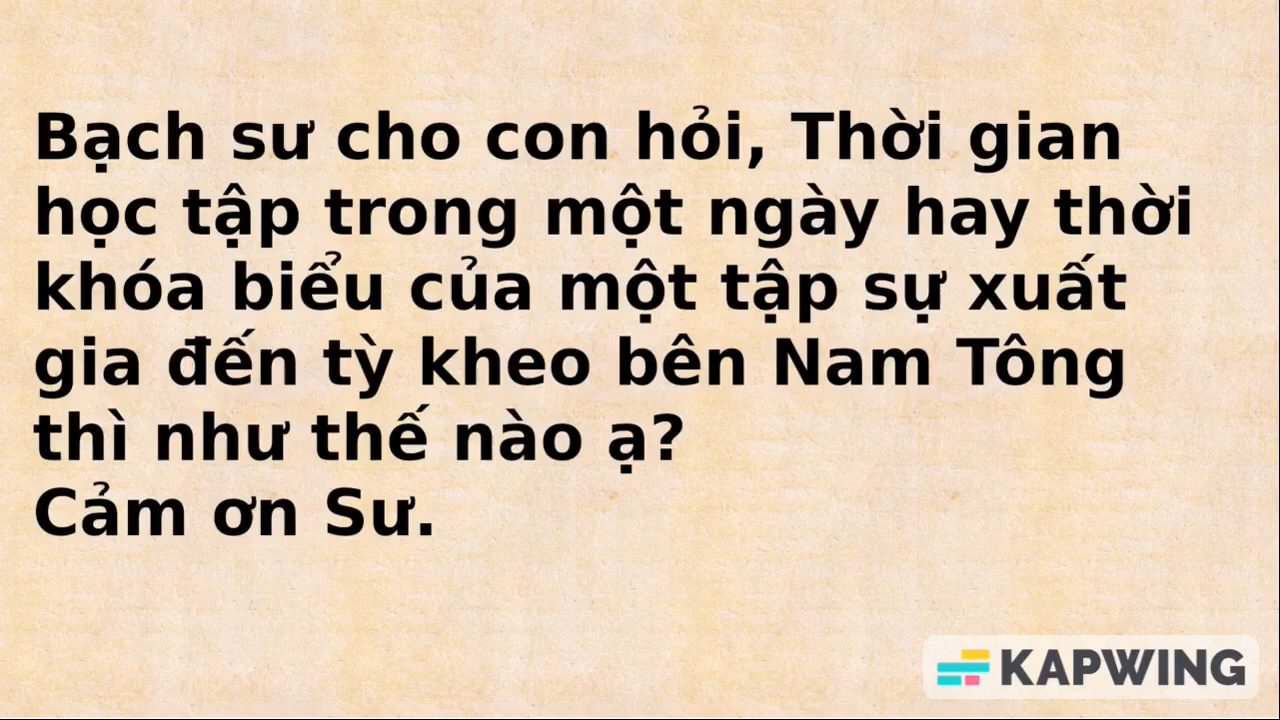 Bạch sư cho con hỏi, Thời gian
học tập trong một ngày hay thời
khóa biểu của một tập sự xuất
gia đến tỳ kheo bên Nam Tông
thì như thế nào ạ?
Cảm ơn Sư.
KAPWING